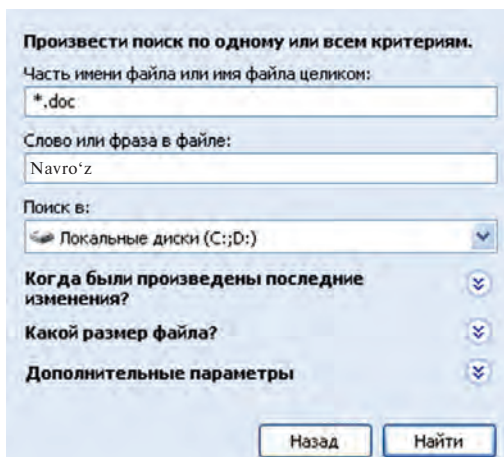 Произвести поиск по одному или всем критериям.
Часть имени файла или имя файла целиком:
*.doc
Слово или фраза в файле:
Navro‘z
Поиск в:
Локальные диски (C:;D:)
Когда были произведены последние
изменения?
Какой размер файла?
Дополнительные параметры
Назад Найти